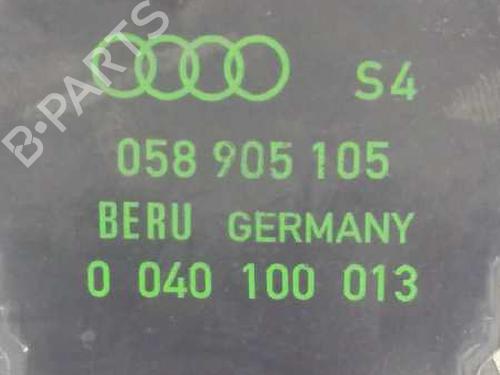 B-PARTS
S4
058 905 105
BERU GERMANY
0 040 100 013